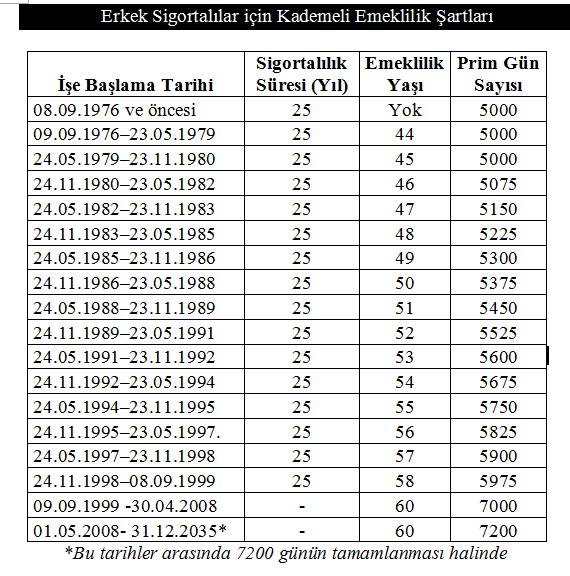 Erkek Sigortalılar için Kademeli Emeklilik Şartları
İşe Başlama Tarihi Sigortalılık Süresi (Yıl) Emeklilik Yaşı Prim Gün Sayısı
08.09.1976 ve öncesi 25 Yok 5000
09.09.1976–23.05.1979 25 44 5000
24.05.1979–23.11.1980 25 45 5000
24.11.1980–23.05.1982 25 46 5075
24.05.1982–23.11.1983 25 47 5150
24.11.1983–23.05.1985 25 48 5225
24.05.1985–23.11.1986 25 49 5300
24.11.1986–23.05.1988 25 50 5375
24.05.1988–23.11.1989 25 51 5450
24.11.1989–23.05.1991 25 52 5525
24.05.1991–23.11.1992 25 53 5600
24.11.1992–23.05.1994 25 54 5675
24.05.1994–23.11.1995 25 55 5750
24.11.1995–23.05.1997. 25 56 5825
24.05.1997–23.11.1998 25 57 5900
24.11.1998–08.09.1999 25 58 5975
09.09.1999 -30.04.2008 - 60 7000
01.05.2008- 31.12.2035* - 60 7200
*Bu tarihler arasında 7200 günün tamamlanması halinde